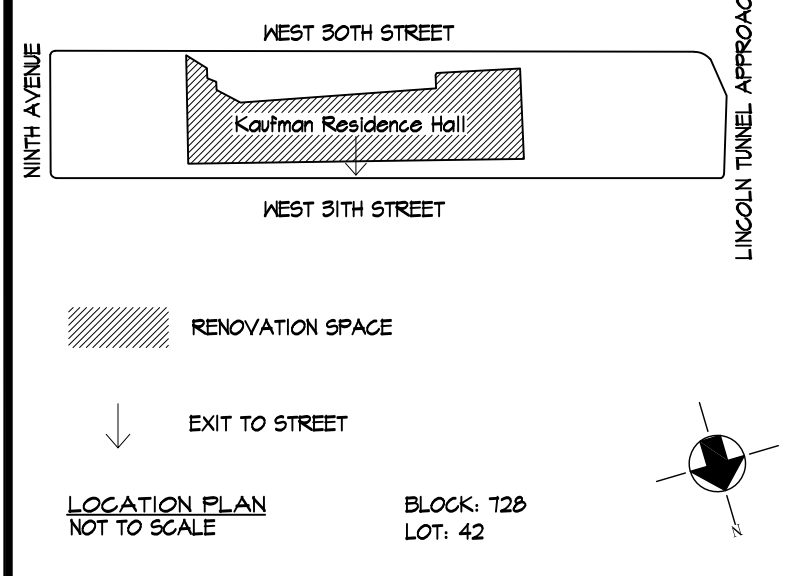 WEST 30TH STREET
NINTH AVENUE
LINCOLN TUNNEL APPROAC
Kaufman Residence Hall
WEST 31TH STREET
RENOVATION SPACE
EXIT TO STREET
LOCATION PLAN
NOT TO SCALE
BLOCK: 728
LOT: 42
N